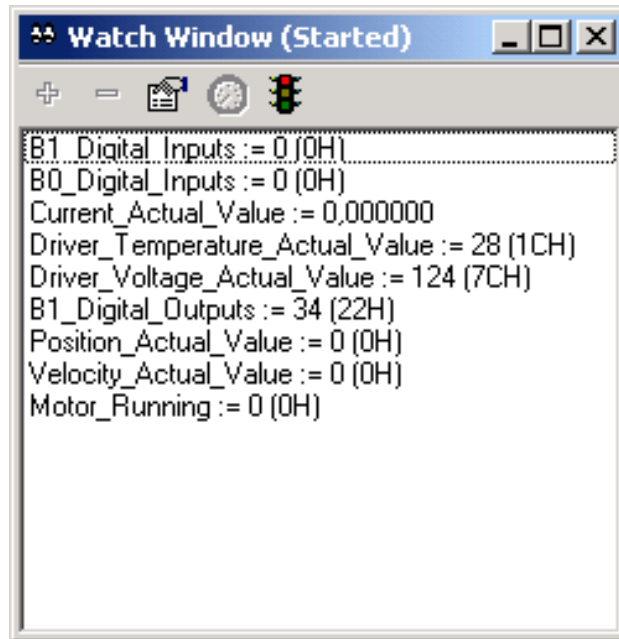 Watch Window (Started)
B1_Digital_Inputs := 0 (0H)
B0_Digital_Inputs := 0 (0H)
Current_Actual_Value := 0,000000
Driver_Temperature_Actual_Value := 28 (1CH)
Driver_Voltage_Actual_Value := 124 (7CH)
B1_Digital_Outputs := 34 (22H)
Position_Actual_Value := 0 (0H)
Velocity_Actual_Value := 0 (0H)
Motor_Running := 0 (0H)